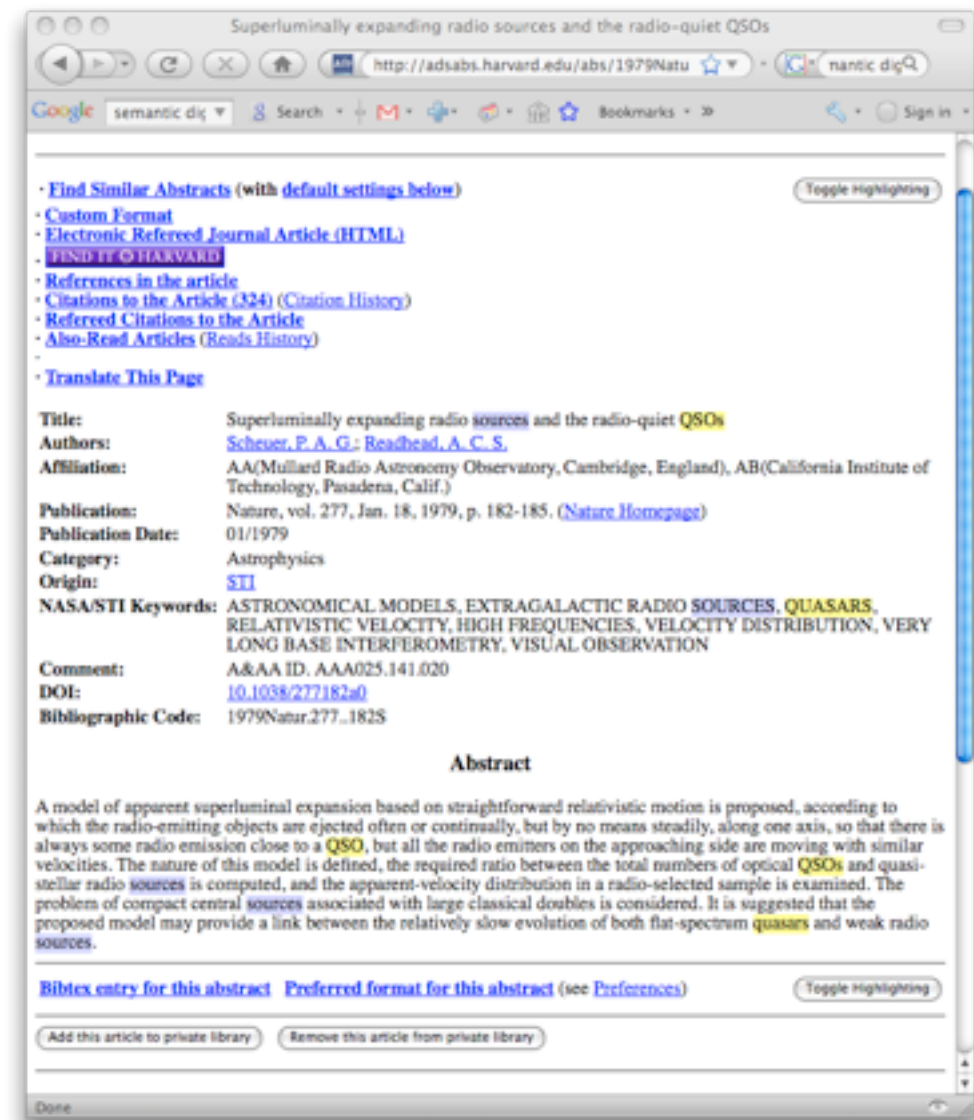 Superluminally expanding radio sources and the radio-quiet QSOs
http://adsabs.harvard.edu/abs/1979Natu
nantic dig
Google semantic dig Search Bookmarks » Sign in
· Find Similar Abstracts (with default settings below) Toggle Highlighting
· Custom Format
· Electronic Refereed Journal Article (HTML)
· FIND IT @ HARVARD
· References in the article
· Citations to the Article (324) (Citation History)
· Refereed Citations to the Article
· Also-Read Articles (Reads History)
·
· Translate This Page
Title: Superluminally expanding radio sources and the radio-quiet QSOs
Authors: Scheuer, P. A. G.; Readhead, A. C. S.
Affiliation: AA(Mullard Radio Astronomy Observatory, Cambridge, England), AB(California Institute of
Technology, Pasadena, Calif.)
Publication: Nature, vol. 277, Jan. 18, 1979, p. 182-185. (Nature Homepage)
Publication Date: 01/1979
Category: Astrophysics
Origin: STI
NASA/STI Keywords: ASTRONOMICAL MODELS, EXTRAGALACTIC RADIO SOURCES, QUASARS,
RELATIVISTIC VELOCITY, HIGH FREQUENCIES, VELOCITY DISTRIBUTION, VERY
LONG BASE INTERFEROMETRY, VISUAL OBSERVATION
Comment: A&AA ID. AAA025.141.020
DOI: 10.1038/277182a0
Bibliographic Code: 1979Natur.277..182S
Abstract
A model of apparent superluminal expansion based on straightforward relativistic motion is proposed, according to
which the radio-emitting objects are ejected often or continually, but by no means steadily, along one axis, so that there is
always some radio emission close to a QSO, but all the radio emitters on the approaching side are moving with similar
velocities. The nature of this model is defined, the required ratio between the total numbers of optical QSOs and quasi-
stellar radio sources is computed, and the apparent-velocity distribution in a radio-selected sample is examined. The
problem of compact central sources associated with large classical doubles is considered. It is suggested that the
proposed model may provide a link between the relatively slow evolution of both flat-spectrum quasars and weak radio
sources.
Bibtex entry for this abstract Preferred format for this abstract (see Preferences) Toggle Highlighting
Add this article to private library Remove this article from private library
Done